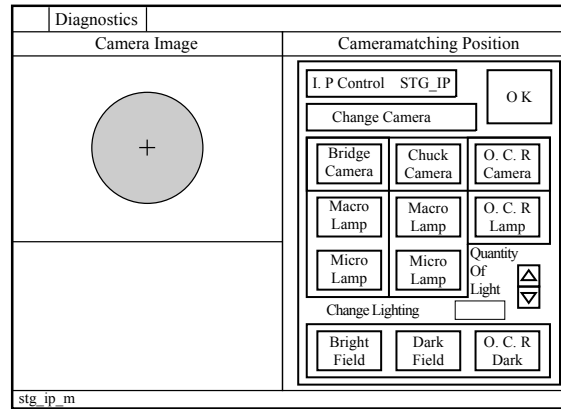 Diagnostics
Camera Image
Cameramatching Position
I. P Control STG_IP
O K
Change Camera
Bridge
Camera
Chuck
Camera
O. C. R
Camera
Macro
Lamp
Macro
Lamp
O. C. R
Lamp
Micro
Lamp
Micro
Lamp
Quantity
Of
Light
Change Lighting
Bright
Field
Dark
Field
O. C. R
Dark
stg_ip_m